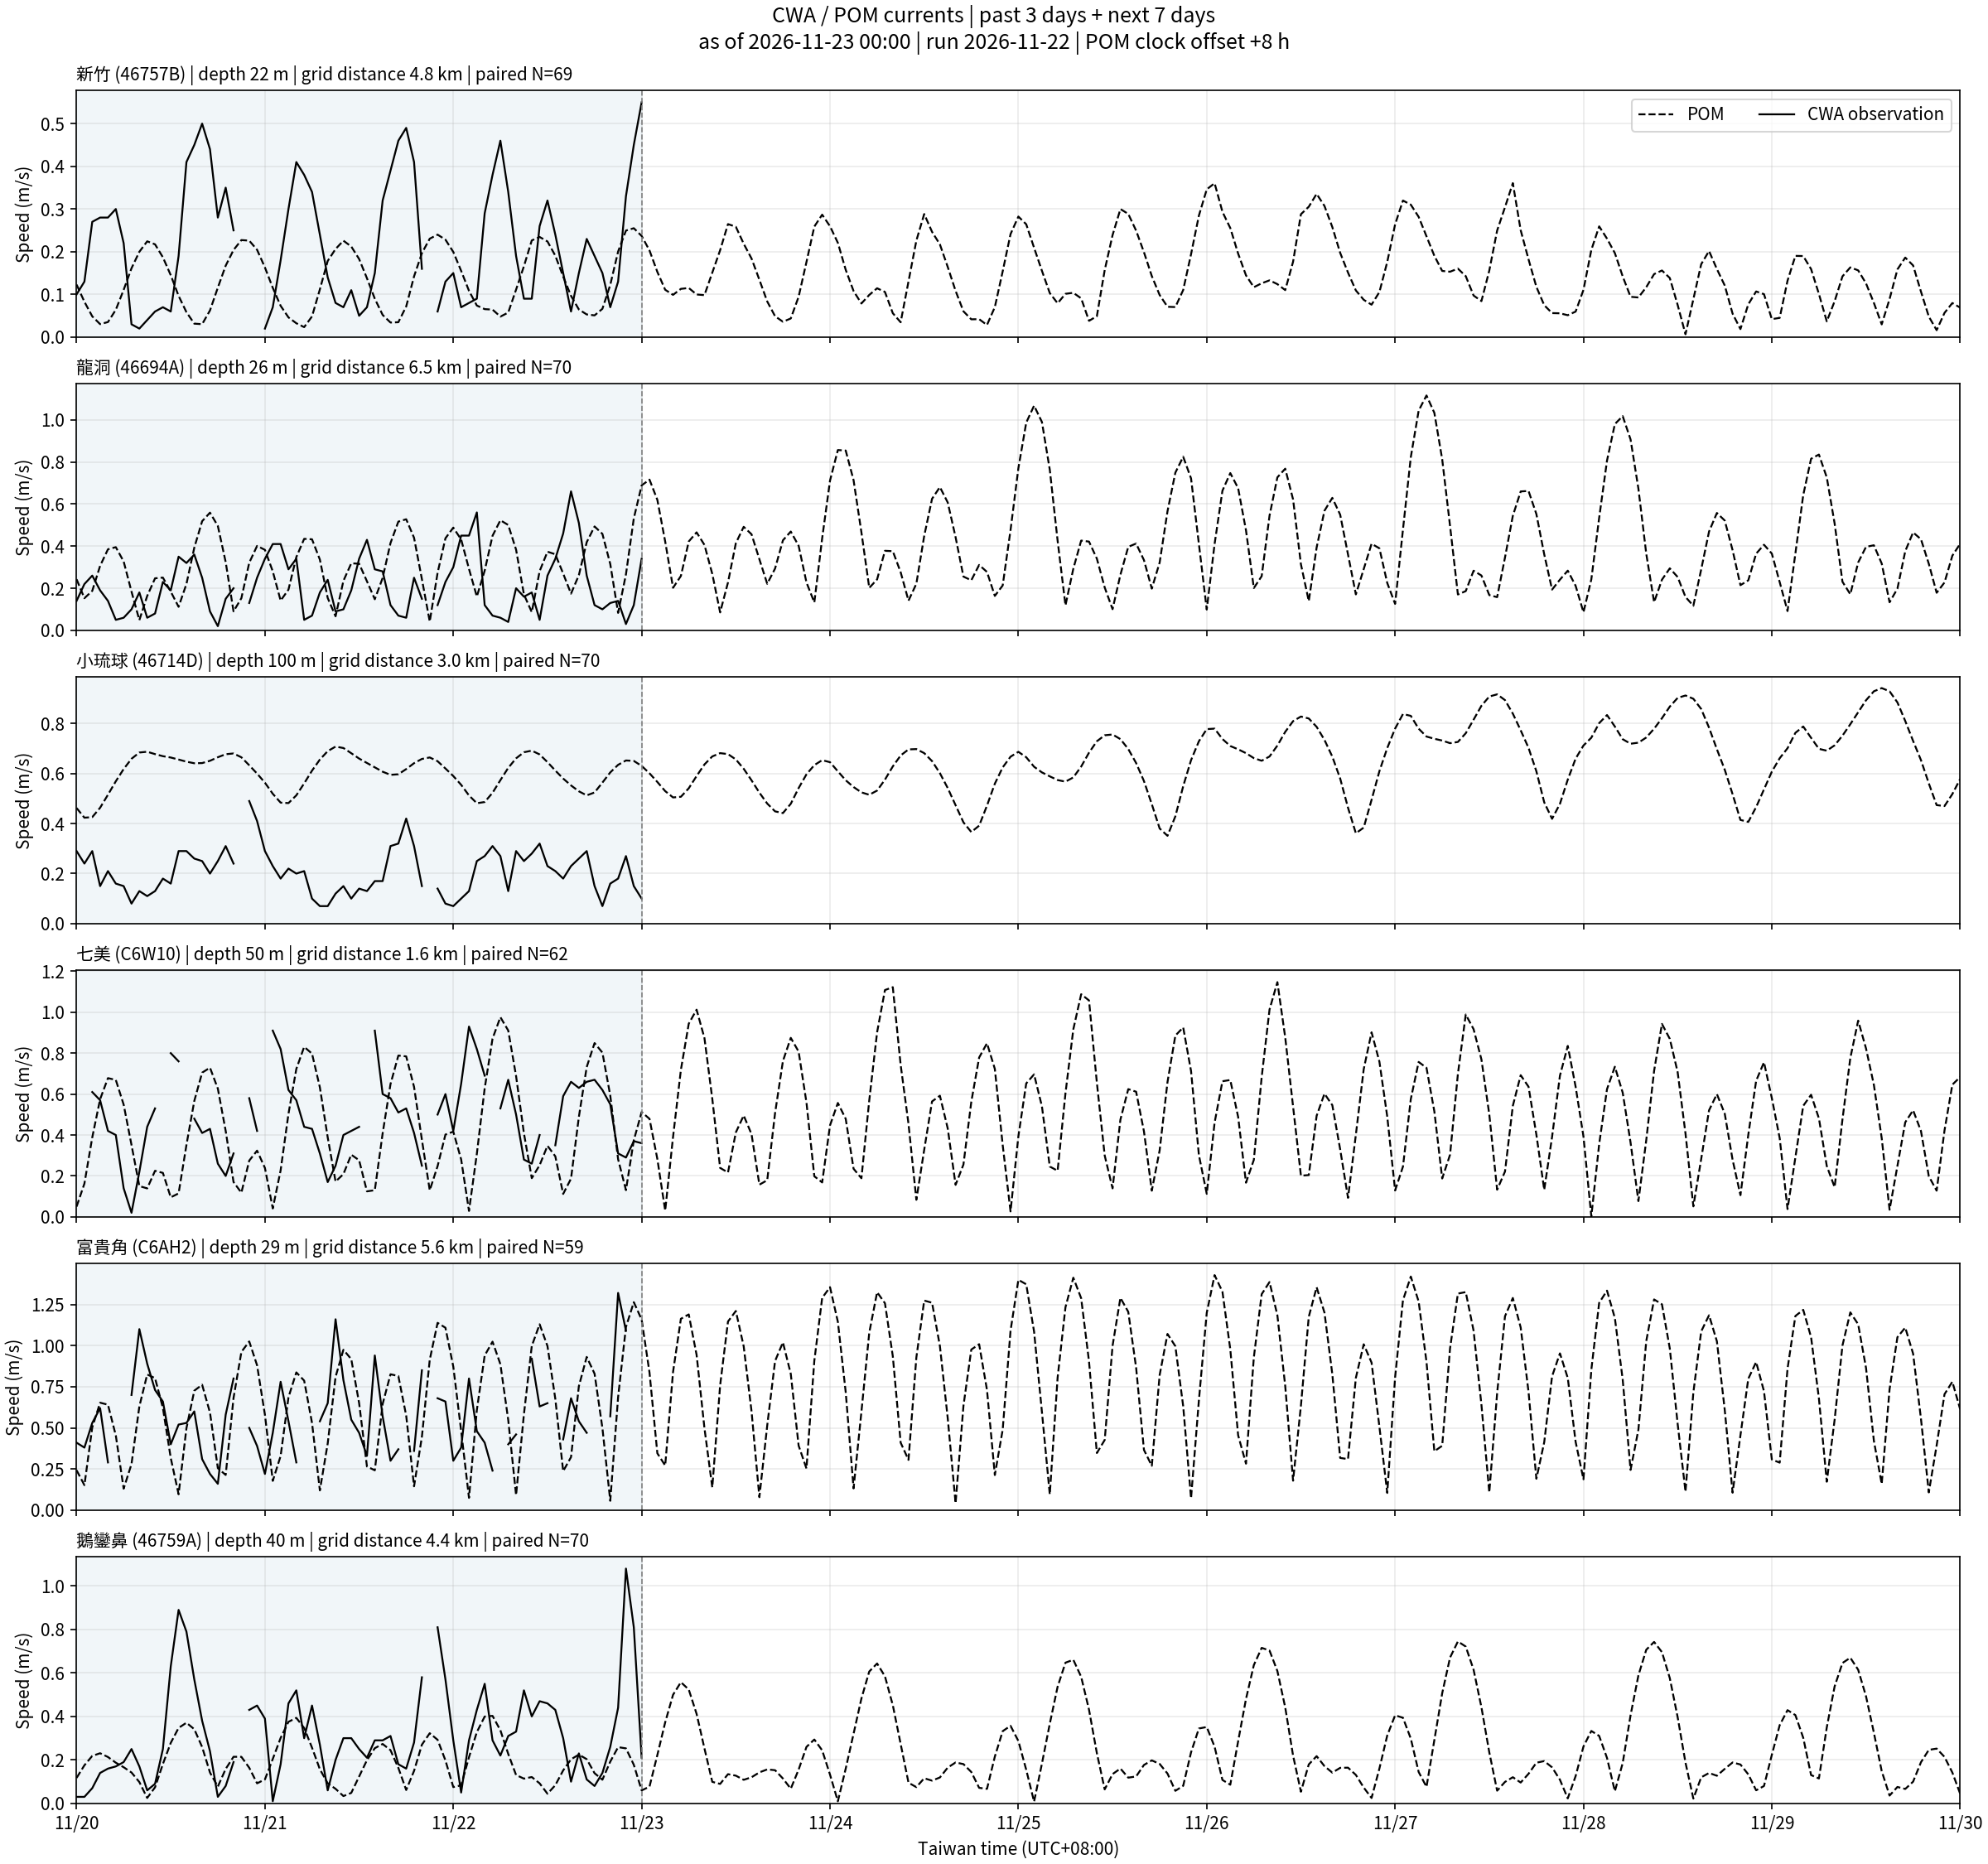 CWA / POM currents | past 3 days + next 7 days
as of 2026-11-23 00:00 | run 2026-11-22 | POM clock offset +8 h
新竹 (46757B) | depth 22 m | grid distance 4.8 km | paired N=69
Speed (m/s)
0.5
0.4
0.3
0.2
0.1
0.0
POM
CWA observation
龍洞 (46694A) | depth 26 m | grid distance 6.5 km | paired N=70
Speed (m/s)
1.0
0.8
0.6
0.4
0.2
0.0
小琉球 (46714D) | depth 100 m | grid distance 3.0 km | paired N=70
Speed (m/s)
0.8
0.6
0.4
0.2
0.0
七美 (C6W10) | depth 50 m | grid distance 1.6 km | paired N=62
Speed (m/s)
1.2
1.0
0.8
0.6
0.4
0.2
0.0
富貴角 (C6AH2) | depth 29 m | grid distance 5.6 km | paired N=59
Speed (m/s)
1.25
1.00
0.75
0.50
0.25
0.00
鵝鑾鼻 (46759A) | depth 40 m | grid distance 4.4 km | paired N=70
Speed (m/s)
1.0
0.8
0.6
0.4
0.2
0.0
11/20 11/21 11/22 11/23 11/24 11/25 11/26 11/27 11/28 11/29 11/30
Taiwan time (UTC+08:00)